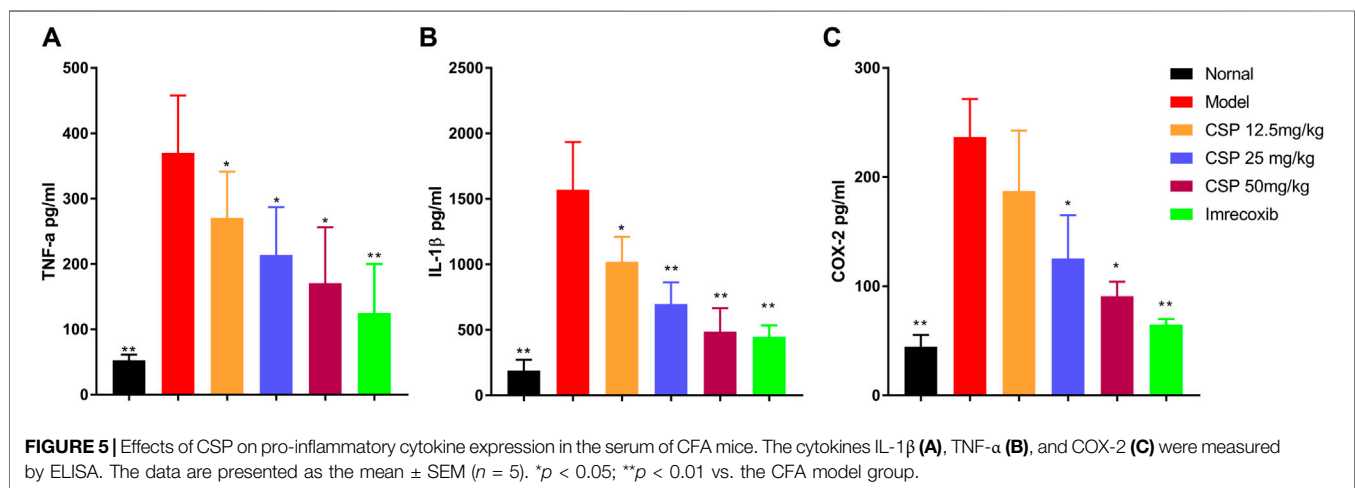 A
B
C
500
400
300
200
100
0
TNF-a pg/ml
**
*
*
*
**
2500
2000
1500
1000
500
0
IL-1β pg/ml
**
*
**
**
**
300
200
100
0
COX-2 pg/ml
**
*
*
**
Nornal
Model
CSP 12.5mg/kg
CSP 25 mg/kg
CSP 50mg/kg
Imrecoxib
FIGURE 5 | Effects of CSP on pro-inflammatory cytokine expression in the serum of CFA mice. The cytokines IL-1β (A), TNF-α (B), and COX-2 (C) were measured
by ELISA. The data are presented as the mean ± SEM (n = 5). *p < 0.05; **p < 0.01 vs. the CFA model group.